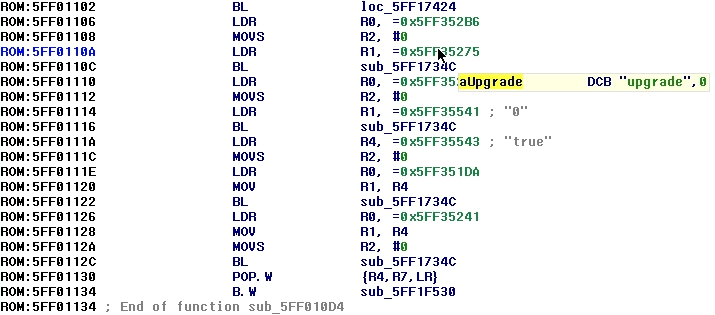 ROM:5FF01102 BL loc_5FF17424
ROM:5FF01106 LDR R0, =0x5FF352B6
ROM:5FF01108 MOVS R2, #0
ROM:5FF0110A LDR R1, =0x5FF35275
ROM:5FF0110C BL sub_5FF1734C
ROM:5FF01110 LDR R0, =0x5FF35 aUpgrade DCB "upgrade",0
ROM:5FF01112 MOVS R2, #0
ROM:5FF01114 LDR R1, =0x5FF35541 ; "0"
ROM:5FF01116 BL sub_5FF1734C
ROM:5FF0111A LDR R4, =0x5FF35543 ; "true"
ROM:5FF0111C MOVS R2, #0
ROM:5FF0111E LDR R0, =0x5FF351DA
ROM:5FF01120 MOV R1, R4
ROM:5FF01122 BL sub_5FF1734C
ROM:5FF01126 LDR R0, =0x5FF35241
ROM:5FF01128 MOV R1, R4
ROM:5FF0112A MOVS R2, #0
ROM:5FF0112C BL sub_5FF1734C
ROM:5FF01130 POP.W {R4,R7,LR}
ROM:5FF01134 B.W sub_5FF1F530
ROM:5FF01134 ; End of function sub_5FF010D4